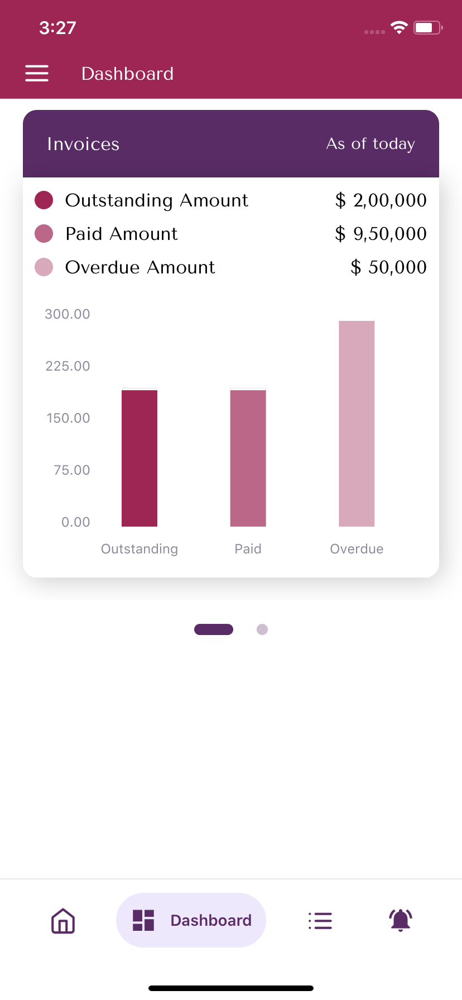 3:27
Dashboard
Invoices As of today
Outstanding Amount $ 2,00,000
Paid Amount $ 9,50,000
Overdue Amount $ 50,000
300.00
225.00
150.00
75.00
0.00
Outstanding Paid Overdue
Dashboard